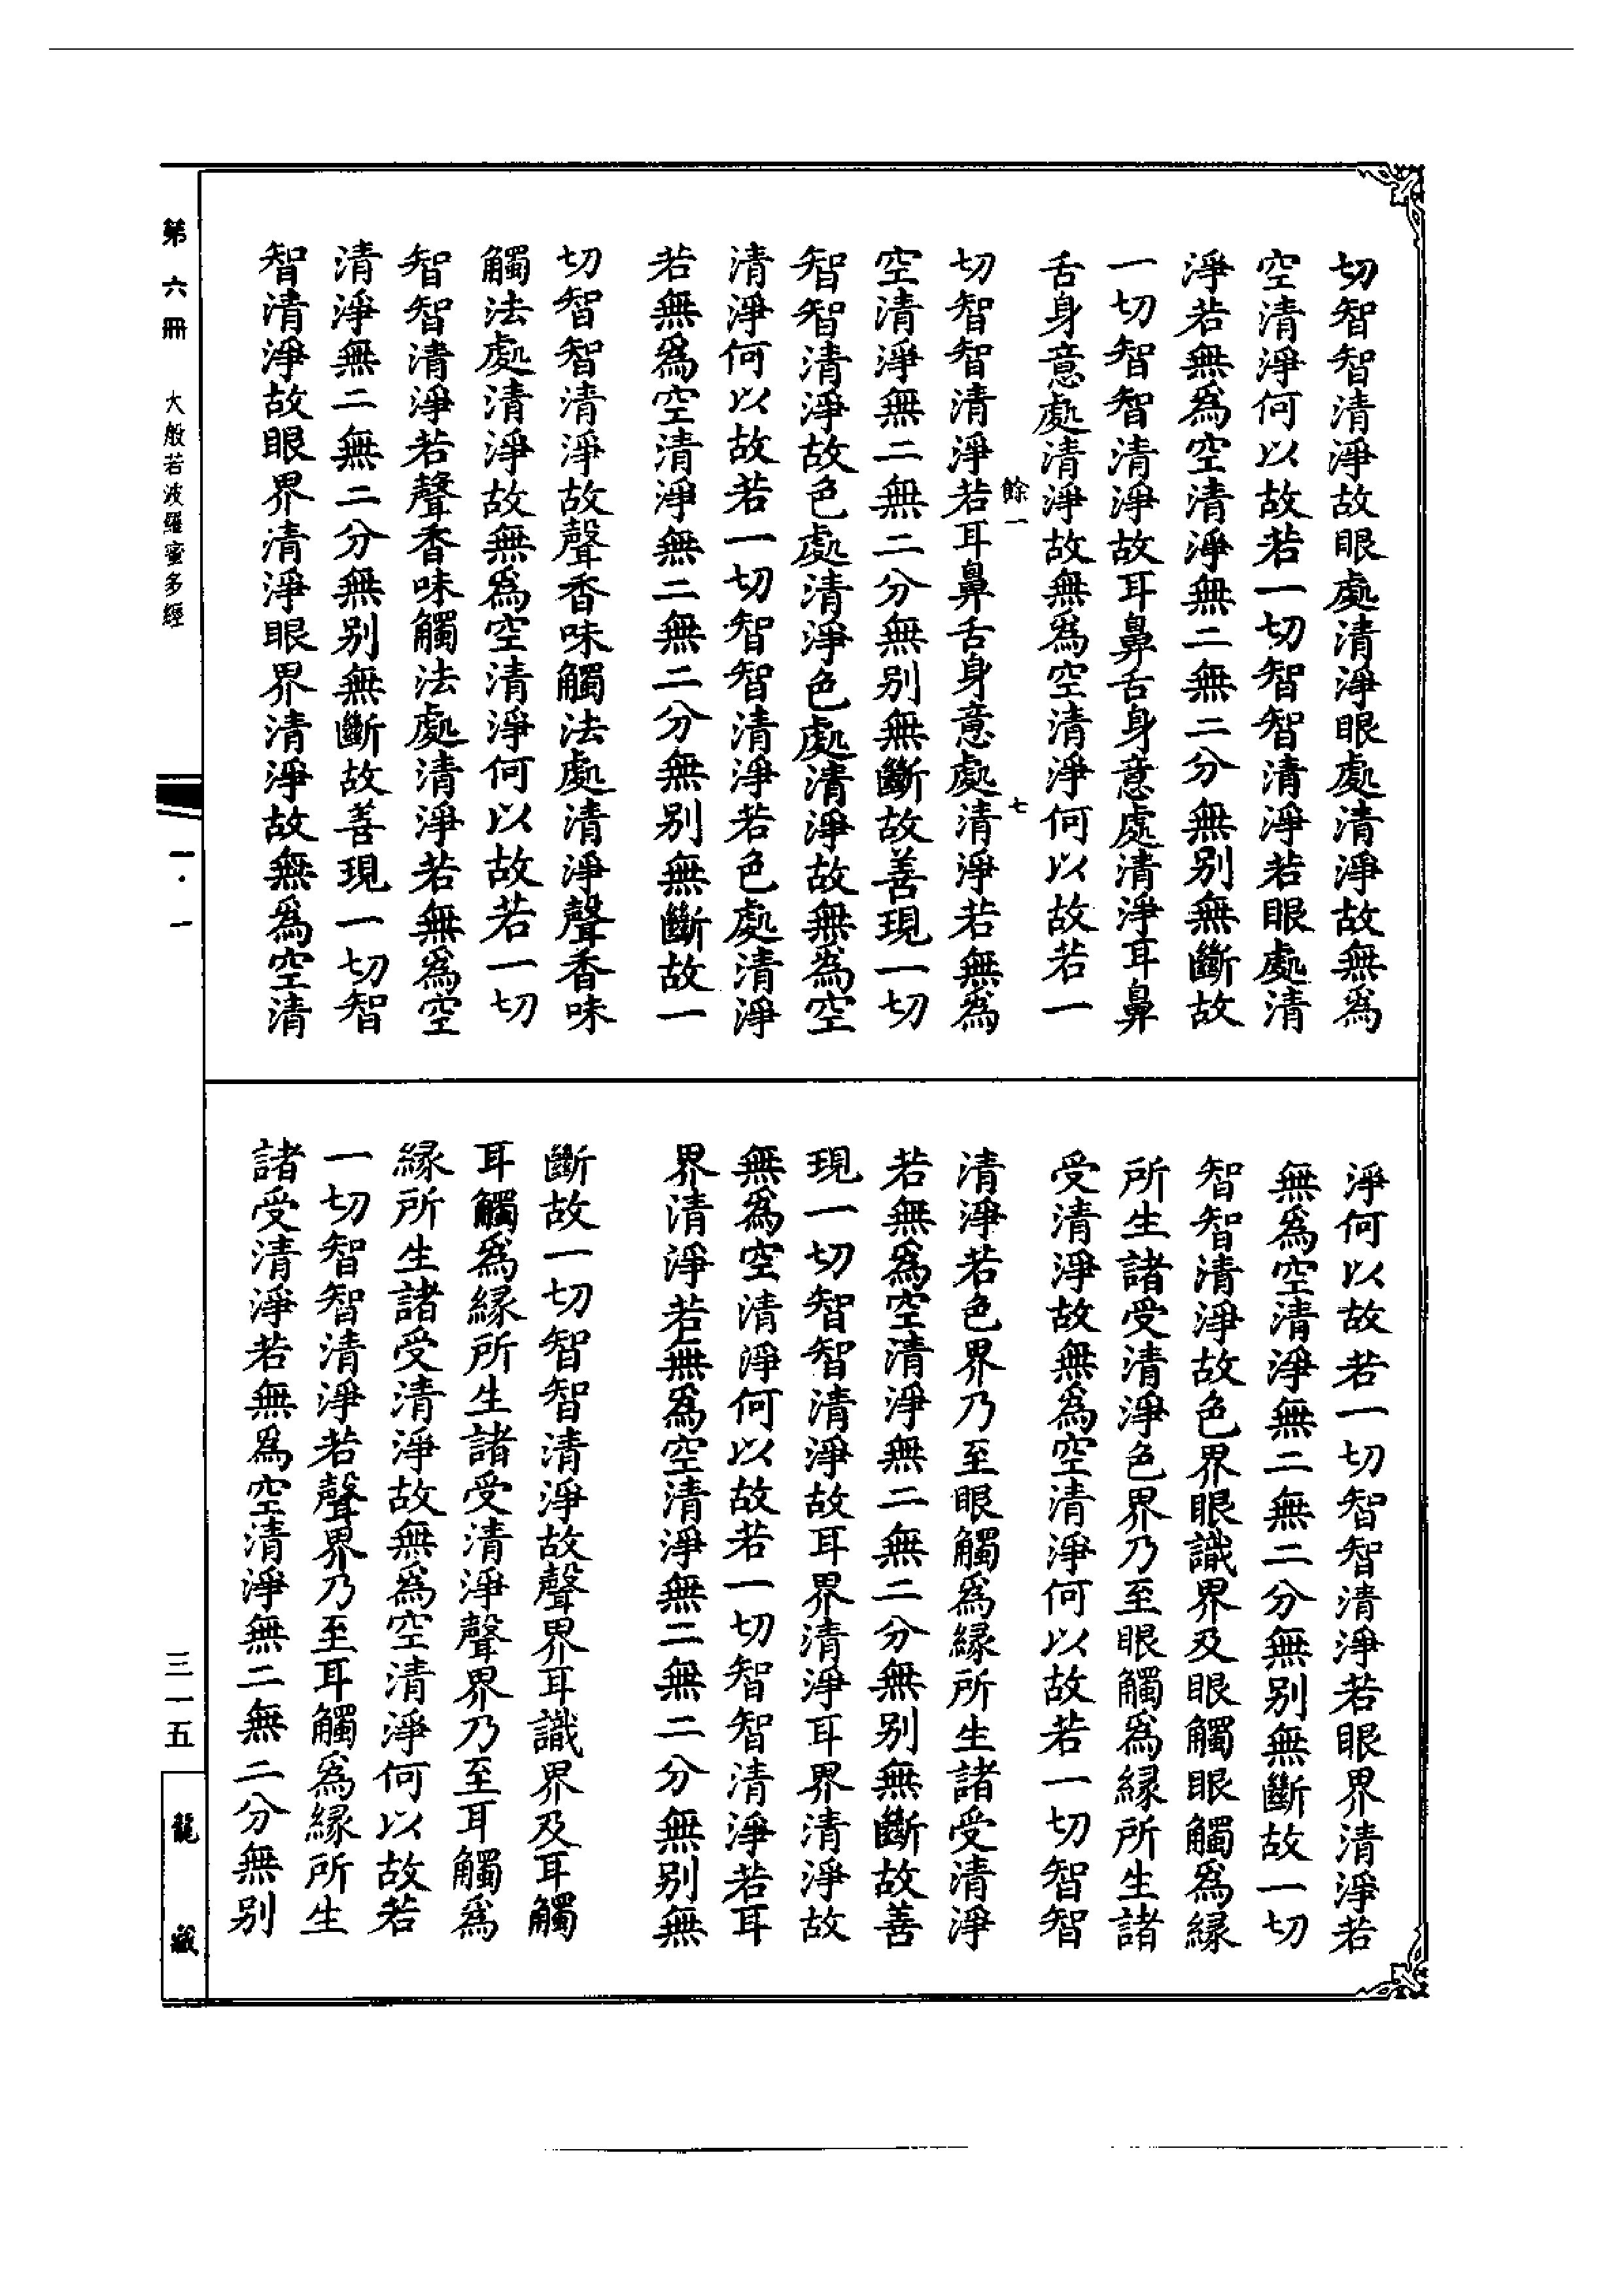 切智智清淨故眼處清淨眼處清淨故無爲
空清淨何以故若一切智智清淨若眼處清
淨若無爲空清淨無二無二分無別無斷故
一切智智清淨故耳鼻舌身意處清淨耳鼻
舌身意處清淨故無爲空清淨何以故若一
餘一
七
切智智清淨若耳鼻舌身意處清淨若無爲
空清淨無二無二分無別無斷故善現一切
智智清淨故色處清淨色處清淨故無爲空
清淨何以故若一切智智清淨若色處清淨
若無爲空清淨無二無二分無別無斷故一
切智智清淨故聲香味觸法處清淨聲香味
觸法處清淨故無爲空清淨何以故若一切
智智清淨若聲香味觸法處清淨若無爲空
清淨無二無二分無別無斷故善現一切智
智清淨故眼界清淨眼界清淨故無爲空清
淨何以故若一切智智清淨若眼界清淨若
無爲空清淨無二無二分無別無斷故一切
智智清淨故色界眼識界及眼觸眼觸爲緣
所生諸受清淨色界乃至眼觸爲緣所生諸
受清淨故無爲空清淨何以故若一切智智
清淨若色界乃至眼觸爲緣所生諸受清淨
若無爲空清淨無二無二分無別無斷故善
現一切智智清淨故耳界清淨耳界清淨故
無爲空清淨何以故若一切智智清淨若耳
界清淨若無爲空清淨無二無二分無別無
斷故一切智智清淨故聲界耳識界及耳觸
耳觸爲緣所生諸受清淨聲界乃至耳觸爲
緣所生諸受清淨故無爲空清淨何以故若
一切智智清淨若聲界乃至耳觸爲緣所生
諸受清淨若無爲空清淨無二無二分無別
第六冊 大般若波羅蜜多經
一·一
三一五
龍藏